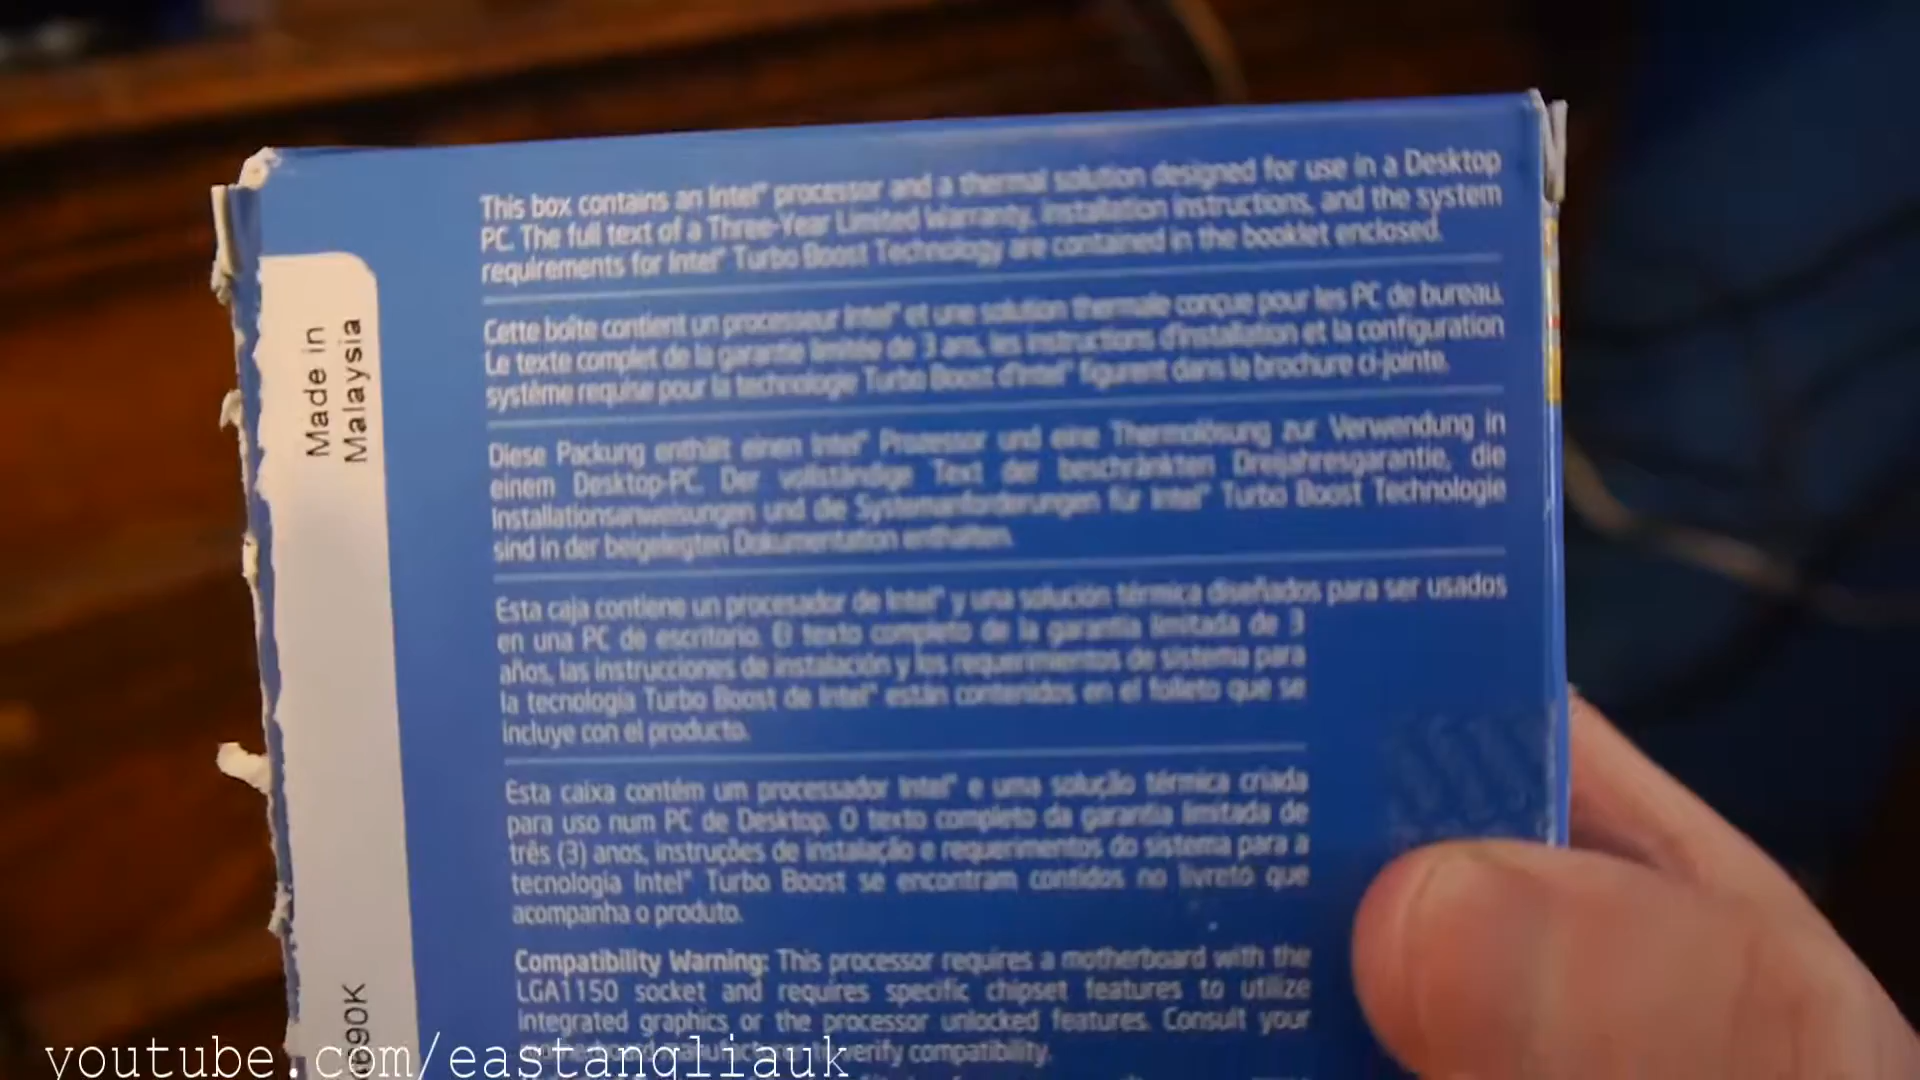 This box contains an Intel® processor and a thermal solution designed for use in a Desktop
PC. The full text of a Three-Year Limited Warranty, installation instructions, and the system
requirements for Intel® Turbo Boost Technology are contained in the booklet enclosed.
Cette boîte contient un processeur Intel® et une solution thermale conçue pour les PC de bureau.
Le texte complet de la garantie limitée de 3 ans, les instructions d'installation et la configuration
système requise pour la technologie Turbo Boost d'Intel® figurent dans la brochure ci-jointe.
Diese Packung enthält einen Intel® Prozessor und eine Thermolösung zur Verwendung in
einem Desktop-PC. Der vollständige Text der beschränkten Dreijahresgarantie, die
Installationsanweisungen und die Systemanforderungen für Intel® Turbo Boost Technologie
sind in der beigelegten Dokumentation enthalten.
Esta caja contiene un procesador de Intel® y una solución térmica diseñados para ser usados
en una PC de escritorio. El texto completo de la garantía limitada de 3
años, las instrucciones de instalación y los requerimientos de sistema para
la tecnología Turbo Boost de Intel® están contenidos en el folleto que se
incluye con el producto.
Esta caixa contém um processador Intel® e uma solução térmica criada
para uso num PC de Desktop. O texto completo da garantia limitada de
três (3) anos, instruções de instalação e requerimentos do sistema para a
tecnologia Intel® Turbo Boost se encontram contidos no livreto que
acompanha o produto.
Compatibility Warning: This processor requires a motherboard with the
LGA1150 socket and requires specific chipset features to utilize
integrated graphics or the processor unlocked features. Consult your
verify compatibility.
Made in
Malaysia
690K
youtube.com/eastangliauk